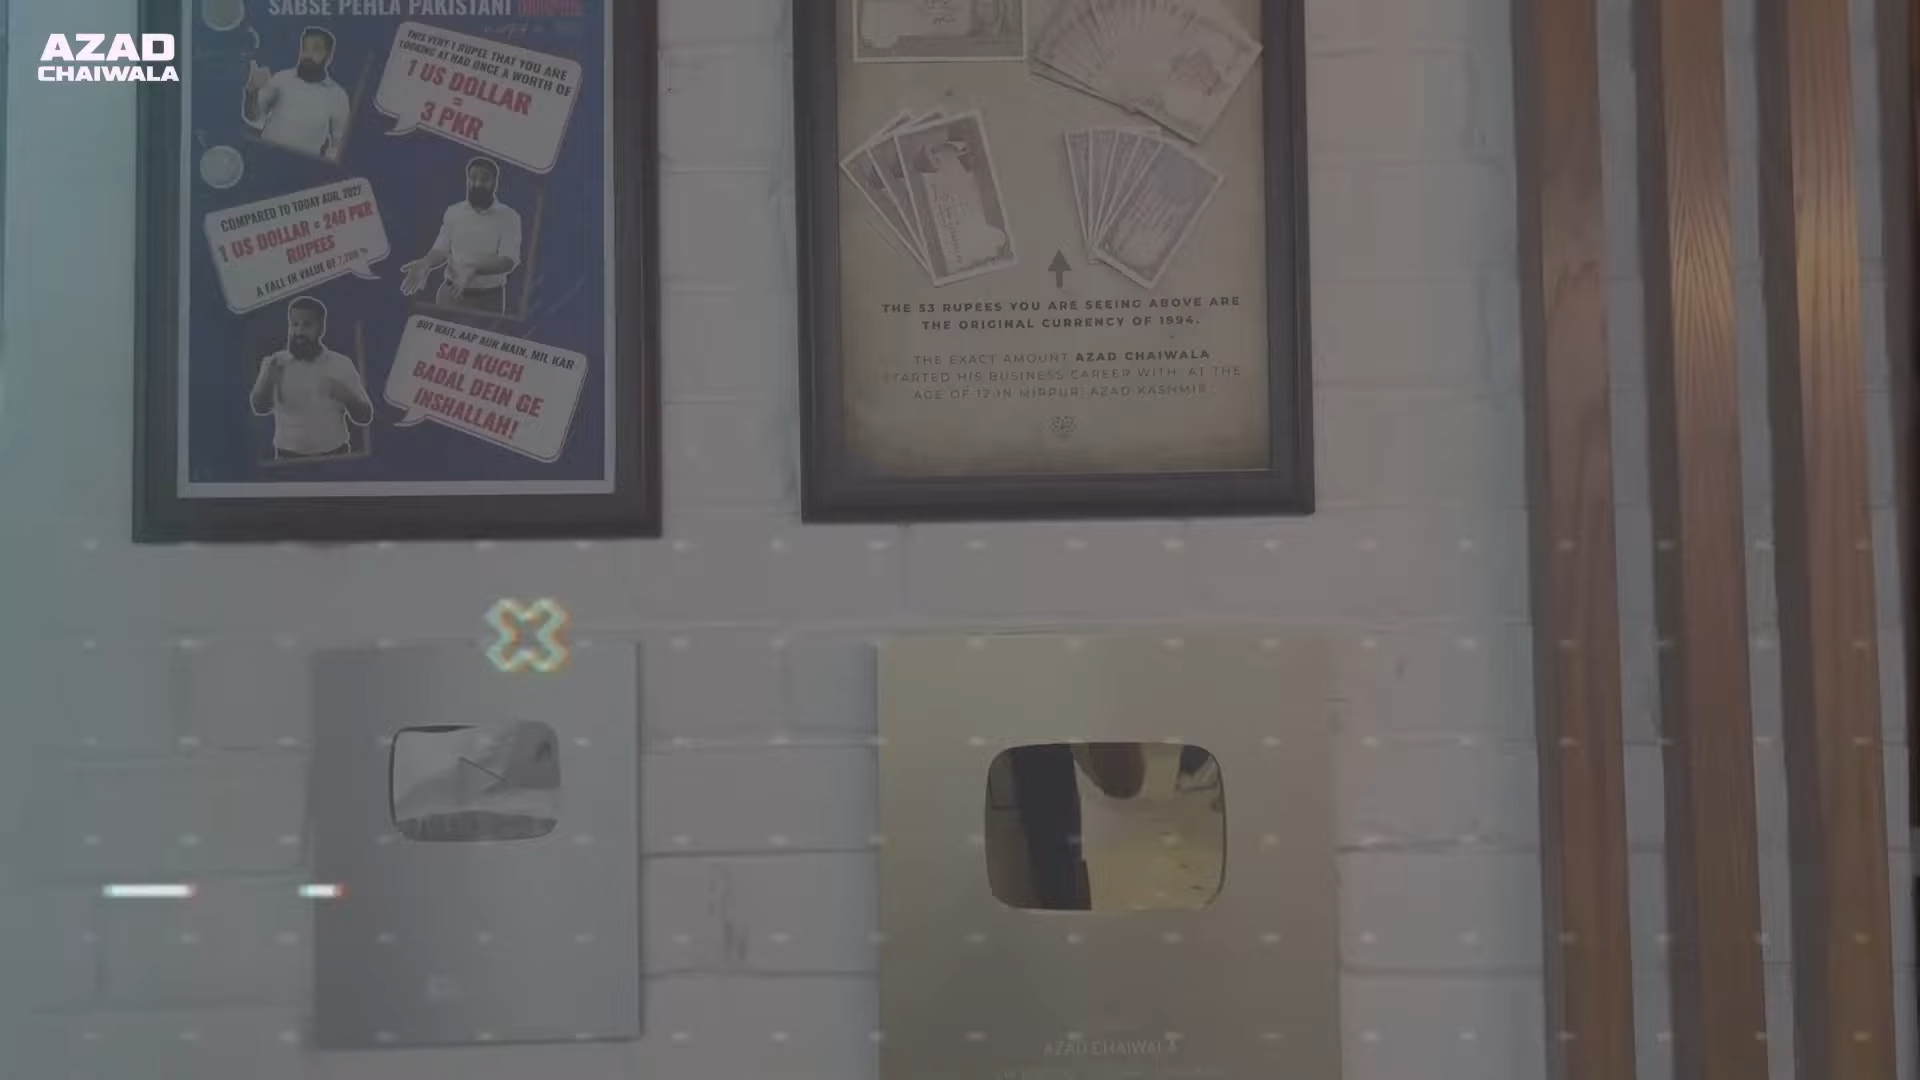 AZAD
CHAIWALA
SABSE PEHLA PAKISTANI
THIS VERY 1 RUPEE THAT YOU ARE
LOOKING AT HAD ONCE A WORTH OF
1 US DOLLAR
=
3 PKR
COMPARED TO TODAY AUG, 2022
1 US DOLLAR = 240 PKR
RUPEES
A FALL IN VALUE OF 7,200 %
BUT WAIT, AAP AUR MAIN, MIL KAR
SAB KUCH
BADAL DEIN GE
INSHALLAH!
THE 53 RUPEES YOU ARE SEEING ABOVE ARE
THE ORIGINAL CURRENCY OF 1994.
THE EXACT AMOUNT AZAD CHAIWALA
STARTED HIS BUSINESS CAREER WITH, AT THE
AGE OF 12 IN MIRPUR, AZAD KASHMIR.
AZAD CHAIWALA